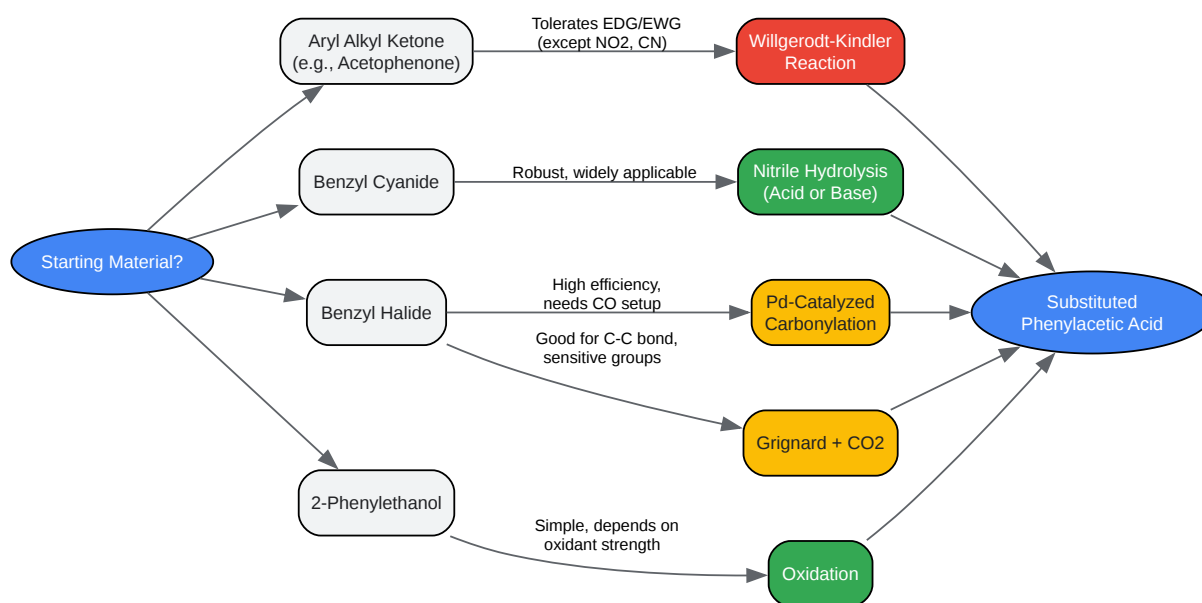 Aryl Alkyl Ketone
(e.g., Acetophenone)
Tolerates EDG/EWG
(except NO2, CN)
Willgerodt-Kindler
Reaction
Benzyl Cyanide
Robust, widely applicable
Nitrile Hydrolysis
(Acid or Base)
Starting Material?
Benzyl Halide
High efficiency,
needs CO setup
Pd-Catalyzed
Carbonylation
Substituted
Phenylacetic Acid
Good for C-C bond,
sensitive groups
Grignard + CO2
2-Phenylethanol
Simple, depends on
oxidant strength
Oxidation